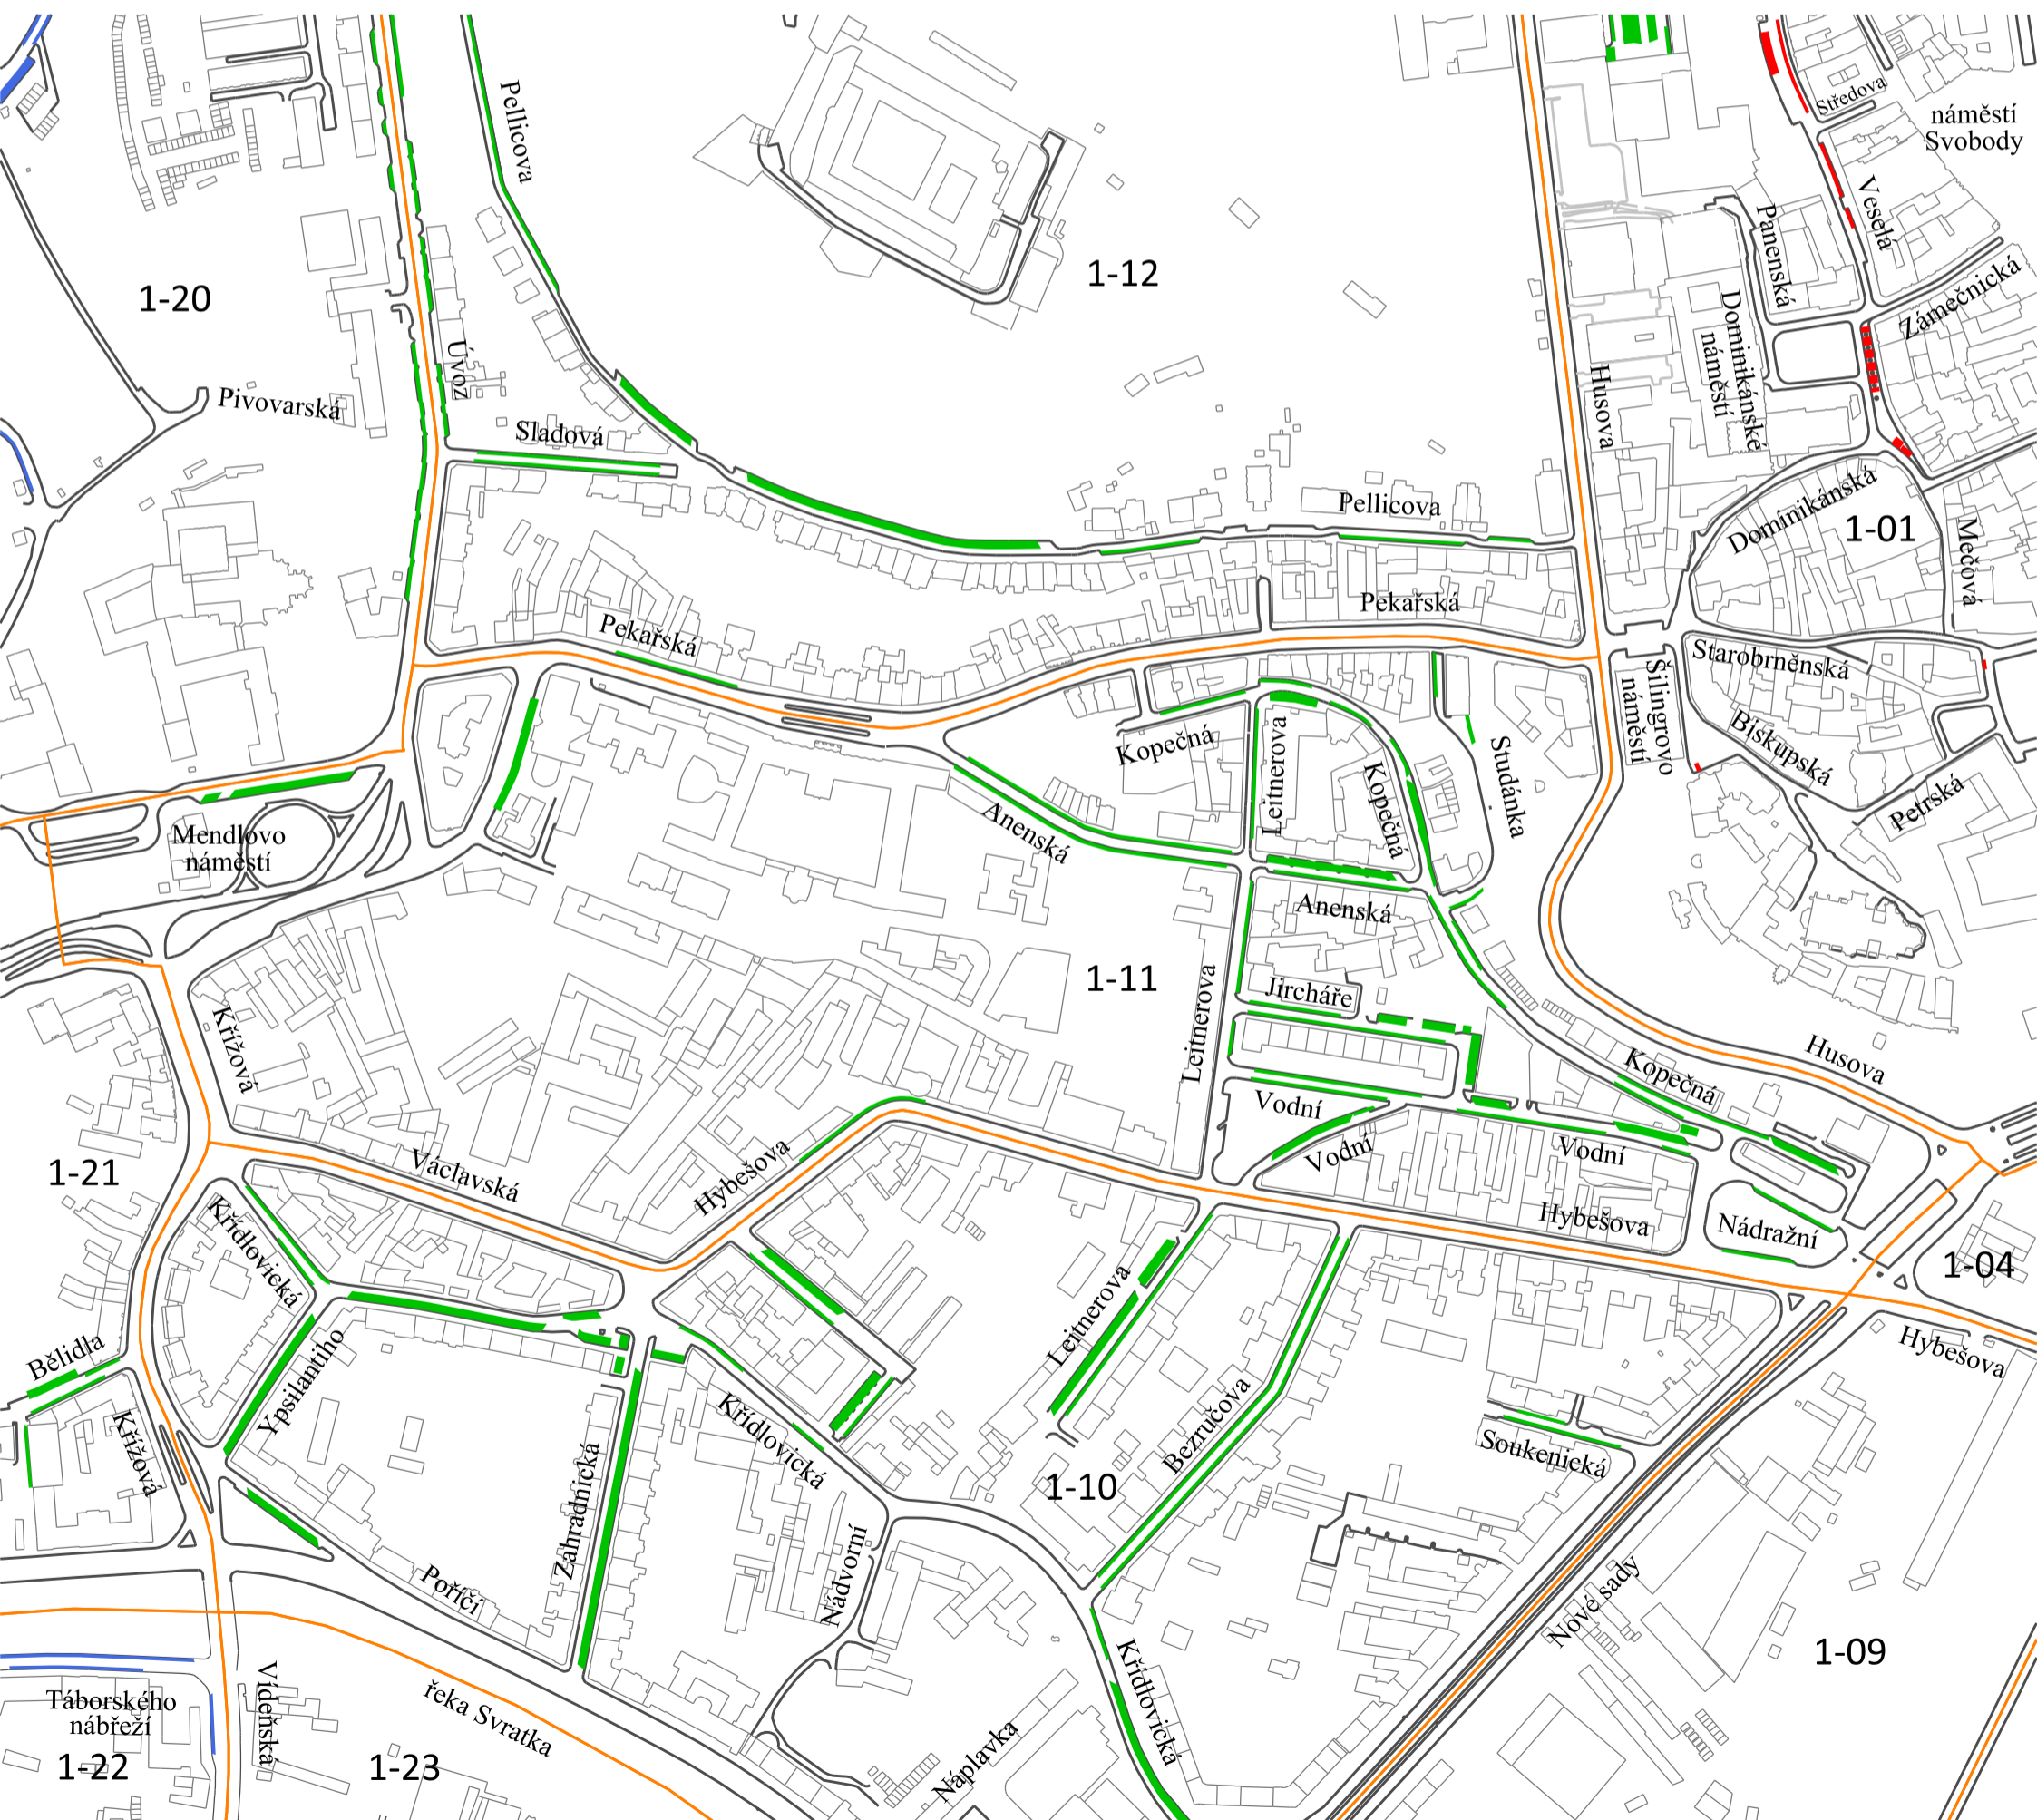 Pellicova
Středova
náměstí
Svobody
Veselá
Panenská
1-12
1-20
Zámečnická
Dominikánské
náměstí
Úvoz
Husova
Pivovarská
Sladová
Pellicova
Dominikánská
1-01
Mečová
Pekařská
Pekařská
Starobrněnská
Šilingrovo
náměstí
Kopečná
Leitnerova
Studánka
Biskupská
Kopečná
Petrská
Mendlovo
náměstí
Anenská
Anenská
1-11
Jircháře
Leitnerova
Křížová
Husova
Kopečná
Vodní
Vodní
Vodní
1-21
Václavská
Hybešova
Hybešova
Nádražní
Křídlovická
1-04
Leitnerova
Hybešova
Bělidla
Ypsilantiho
Křížová
Křídlovická
Bezručova
Soukenická
1-10
Zahradnická
Nádvorní
Poříčí
Nové sady
1-09
Křídlovická
Táborského
nábřeží
Vídeňská
řeka Svratka
1-22
1-23
Náplavka